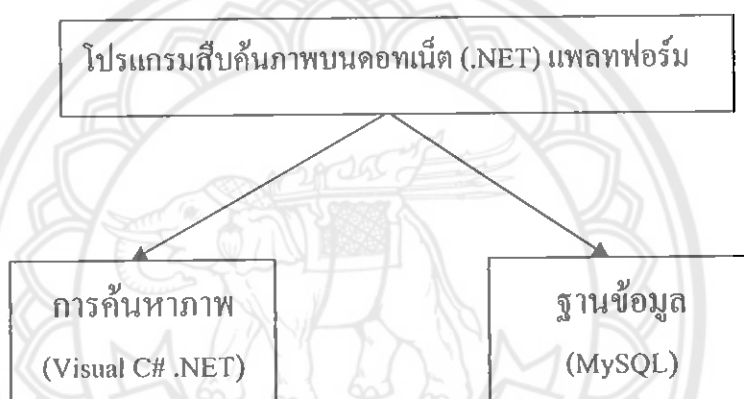 โปรแกรมสืบค้นภาพบนดอทเน็ต (.NET) แพลทฟอร์ม
การค้นหาภาพ
(Visual C# .NET)
ฐานข้อมูล
(MySQL)